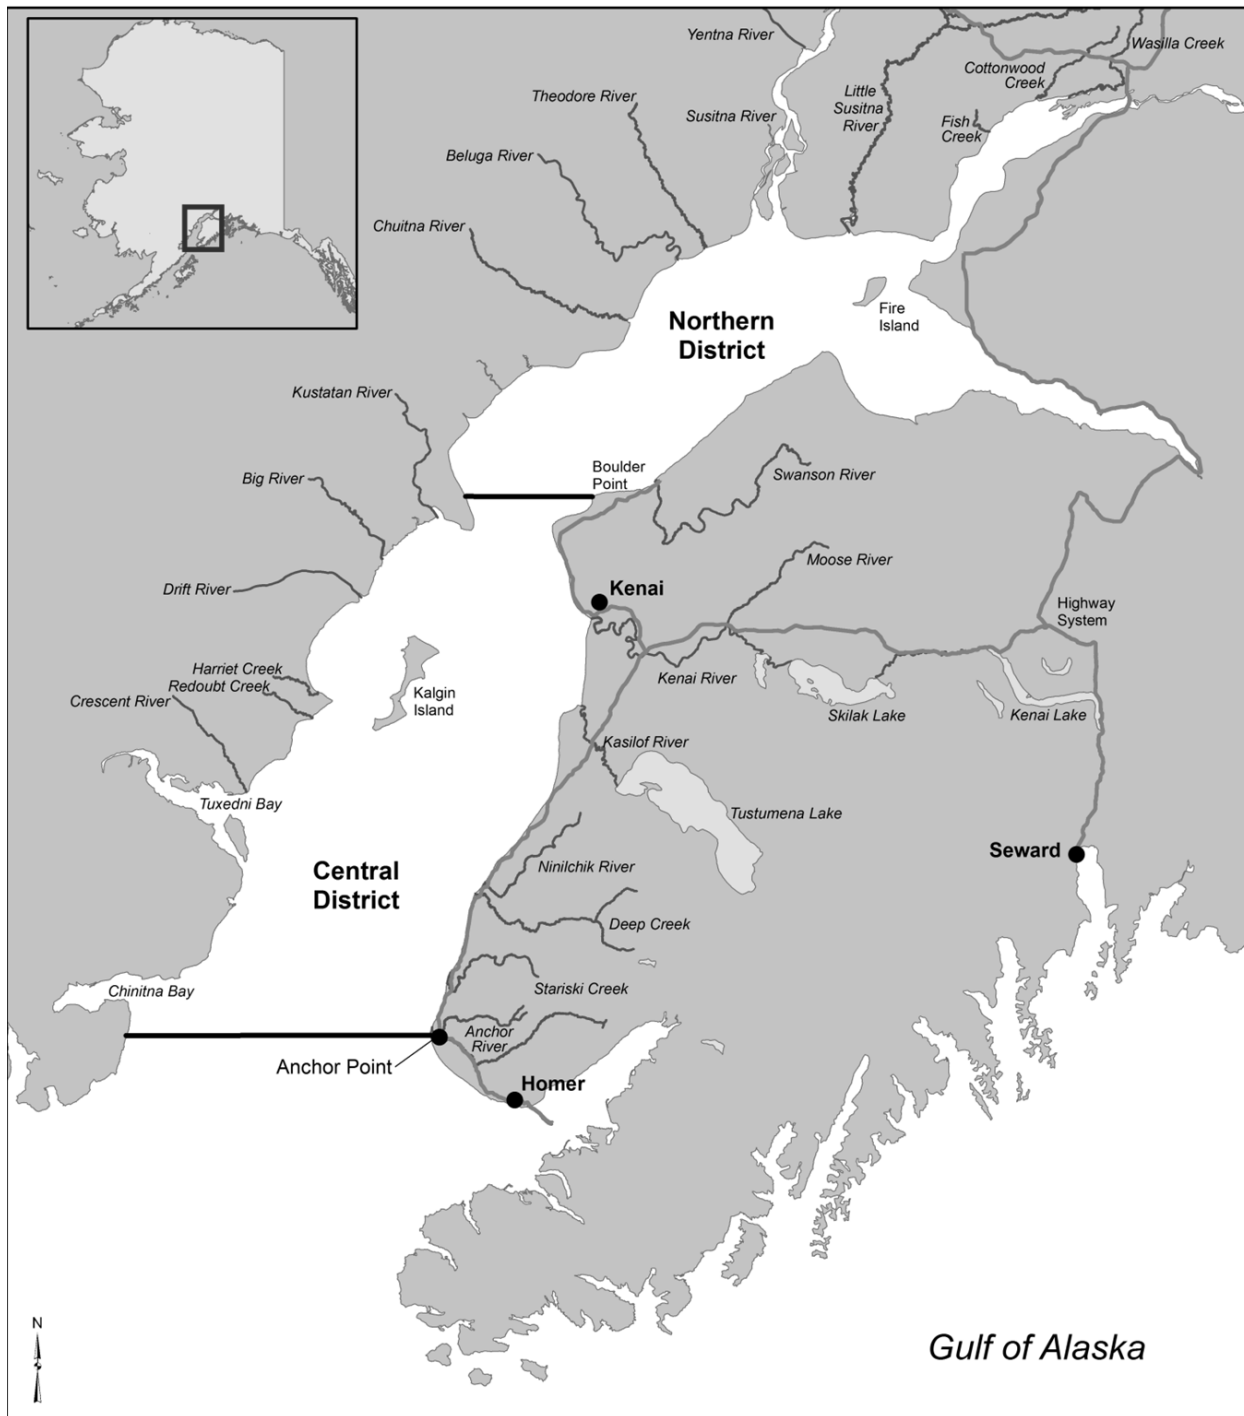 Yentna River
Wasilla Creek
Cottonwood
Creek
Theodore River
Little
Susitna
River
Susitna River
Fish
Creek
Beluga River
Chuitna River
Northern
District
Fire
Island
Kustatan River
Boulder
Point
Swanson River
Big River
Moose River
Drift River
Kenai
Highway
System
Harriet Creek
Redoubt Creek
Kenai River
Crescent River
Kalgin
Island
Skilak Lake
Kenai Lake
Kasilof River
Tuxedni Bay
Tustumena Lake
Seward
Central
District
Ninilchik River
Deep Creek
Chinitna Bay
Stariski Creek
Anchor
River
Anchor Point
Homer
N
Gulf of Alaska